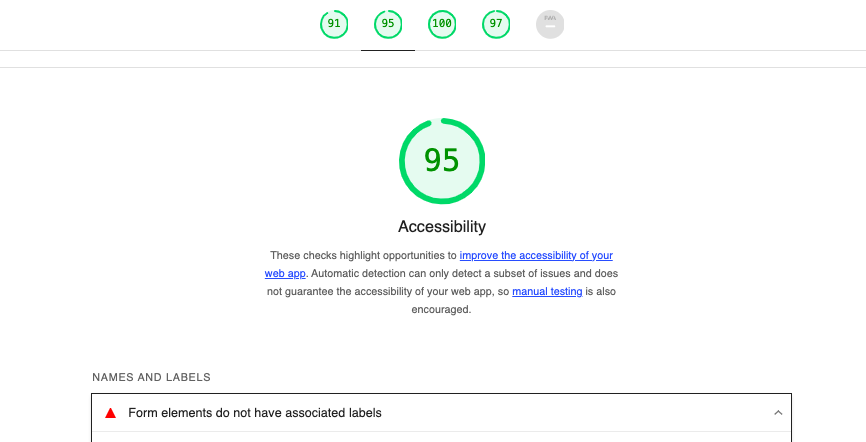 91 95 100 97
95
Accessibility
These checks highlight opportunities to improve the accessibility of your
web app. Automatic detection can only detect a subset of issues and does
not guarantee the accessibility of your web app, so manual testing is also
encouraged.
NAMES AND LABELS
Form elements do not have associated labels